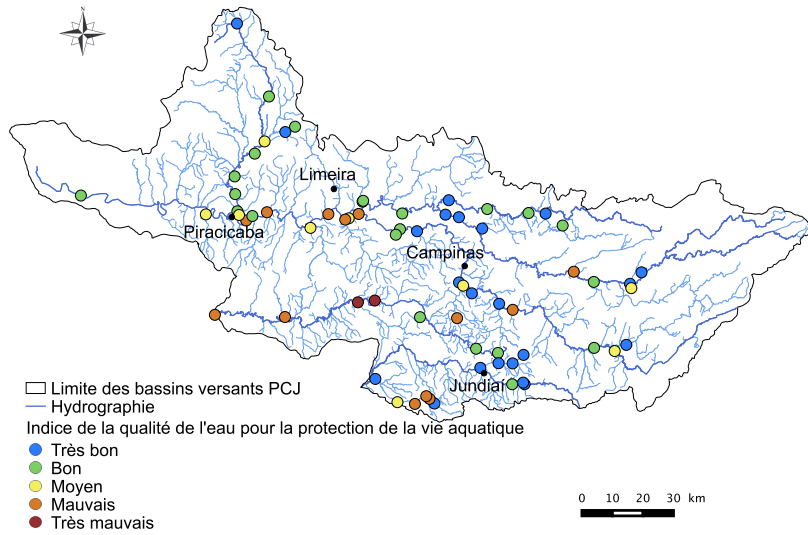 N
Limeira
Piracicaba
Campinas
Jundiaí
Limite des bassins versants PCJ
Hydrographie
Indice de la qualité de l'eau pour la protection de la vie aquatique
Très bon
Bon
Moyen
Mauvais
Très mauvais
0 10 20 30 km